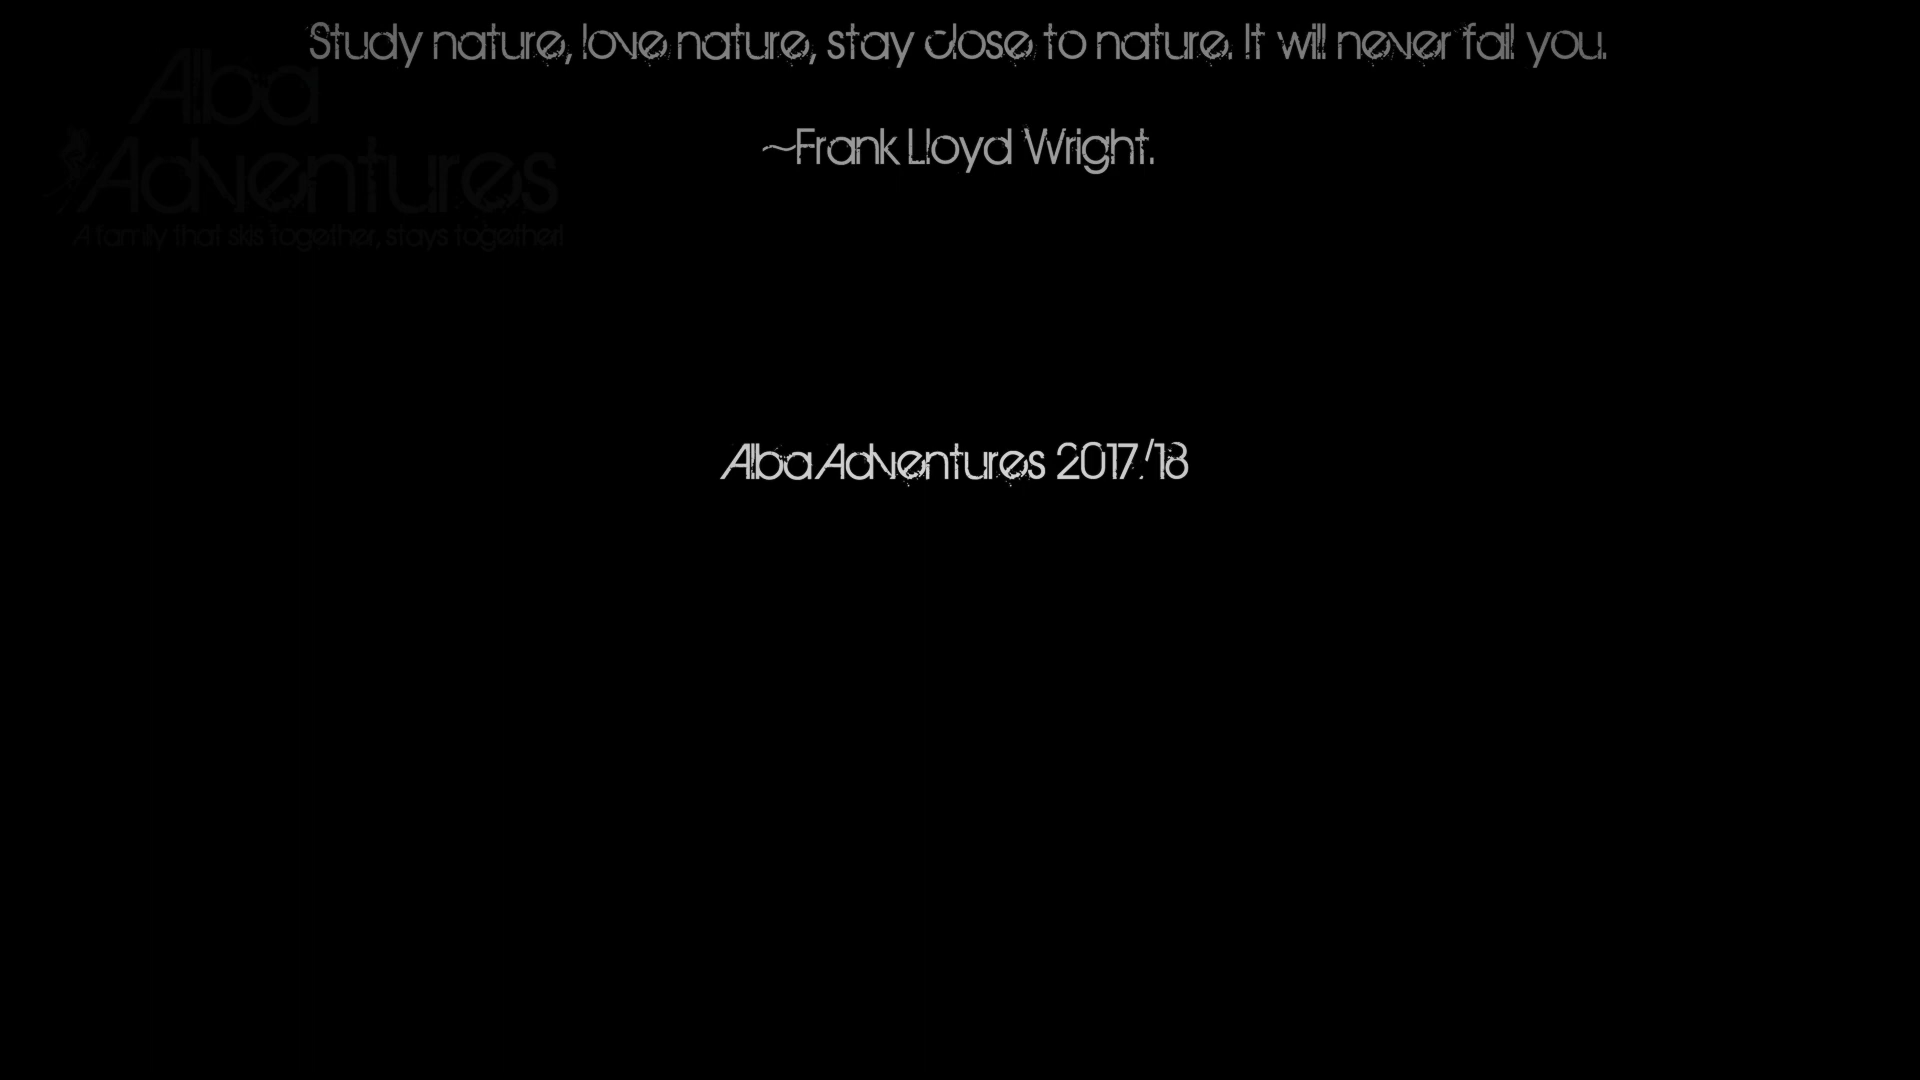 Study nature, love nature, stay close to nature. It will never fail you.
~Frank Lloyd Wright.
Alba
Adventures
A family that skis together, stays together!
Alba Adventures 2017/18